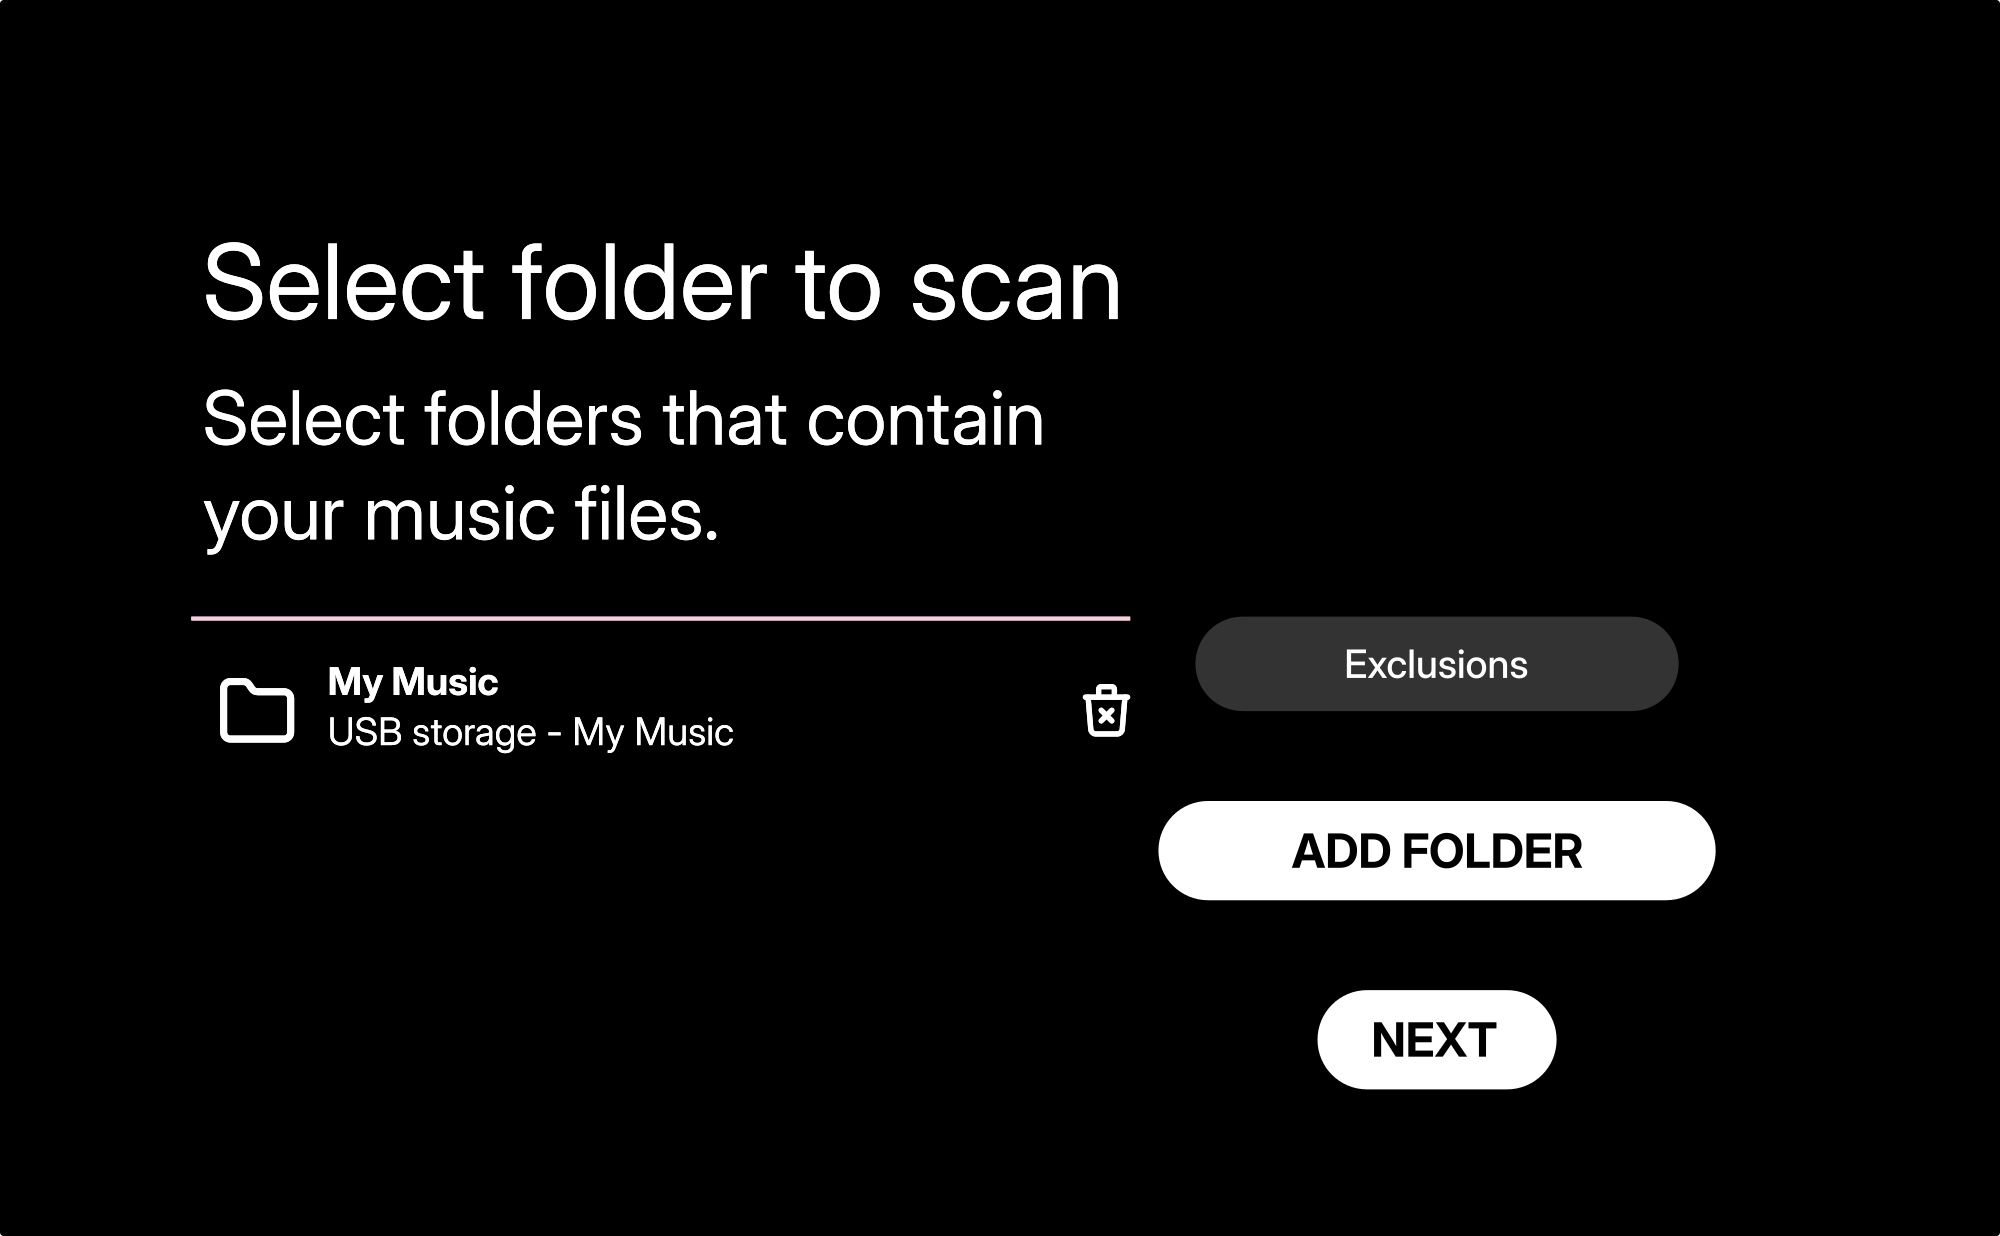 Select folder to scan
Select folders that contain
your music files.
My Music
USB storage - My Music
Exclusions
ADD FOLDER
NEXT